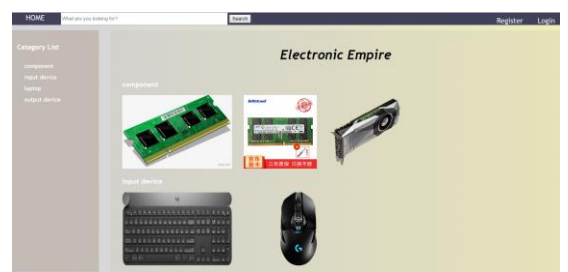 HOME
What are you looking for?
Search
Register
Login
Category List
component
input device
laptop
output device
Electronic Empire
component
Input device
G